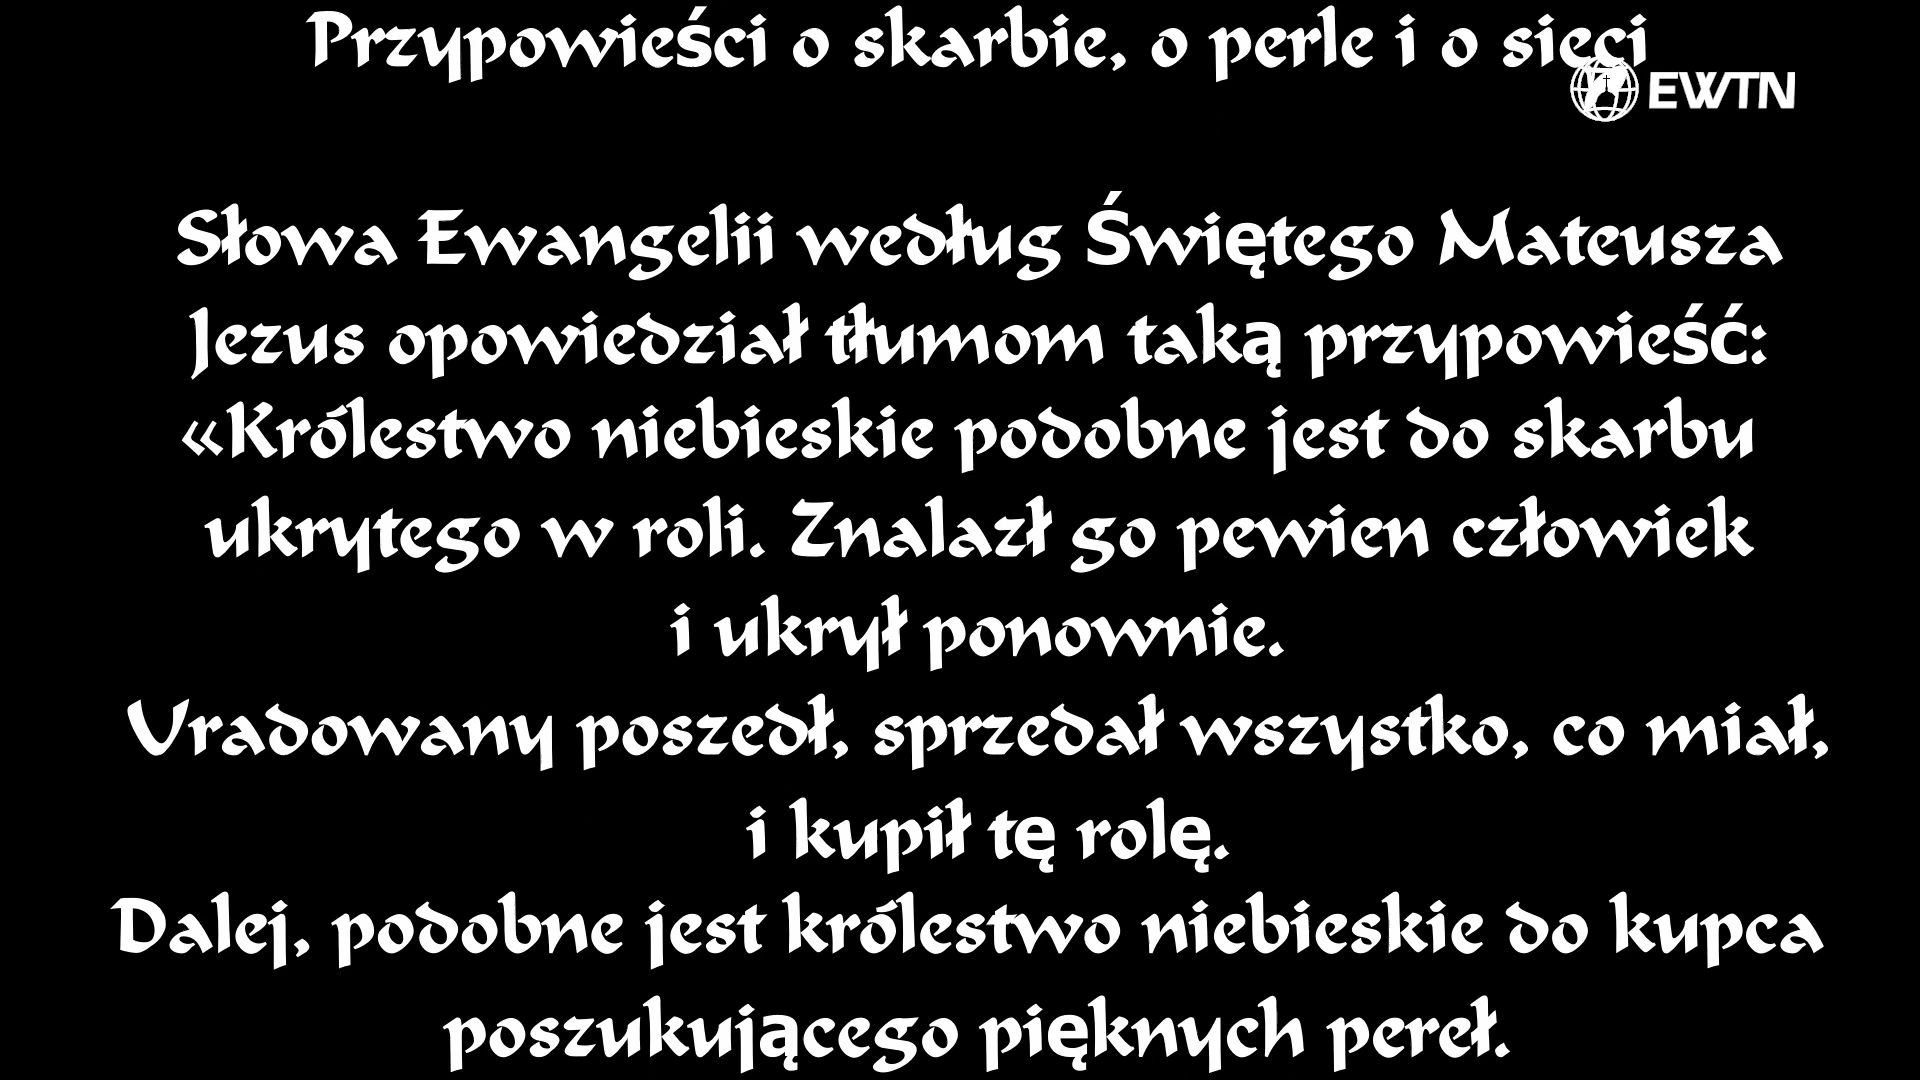 Przypowieści o skarbie, o perle i o sieci
EWTN
Słowa Ewangelii według Świętego Mateusza
Jezus opowiedział tłumom taką przypowieść:
«Królestwo niebieskie podobne jest do skarbu
ukrytego w roli. Znalazł go pewien człowiek
i ukrył ponownie.
Uradowany poszedł, sprzedał wszystko, co miał,
i kupił tę rolę.
Dalej, podobne jest królestwo niebieskie do kupca
poszukującego pięknych pereł.